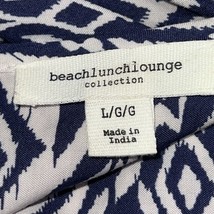 beachlunchlounge
collection
L/G/G
Made in
India